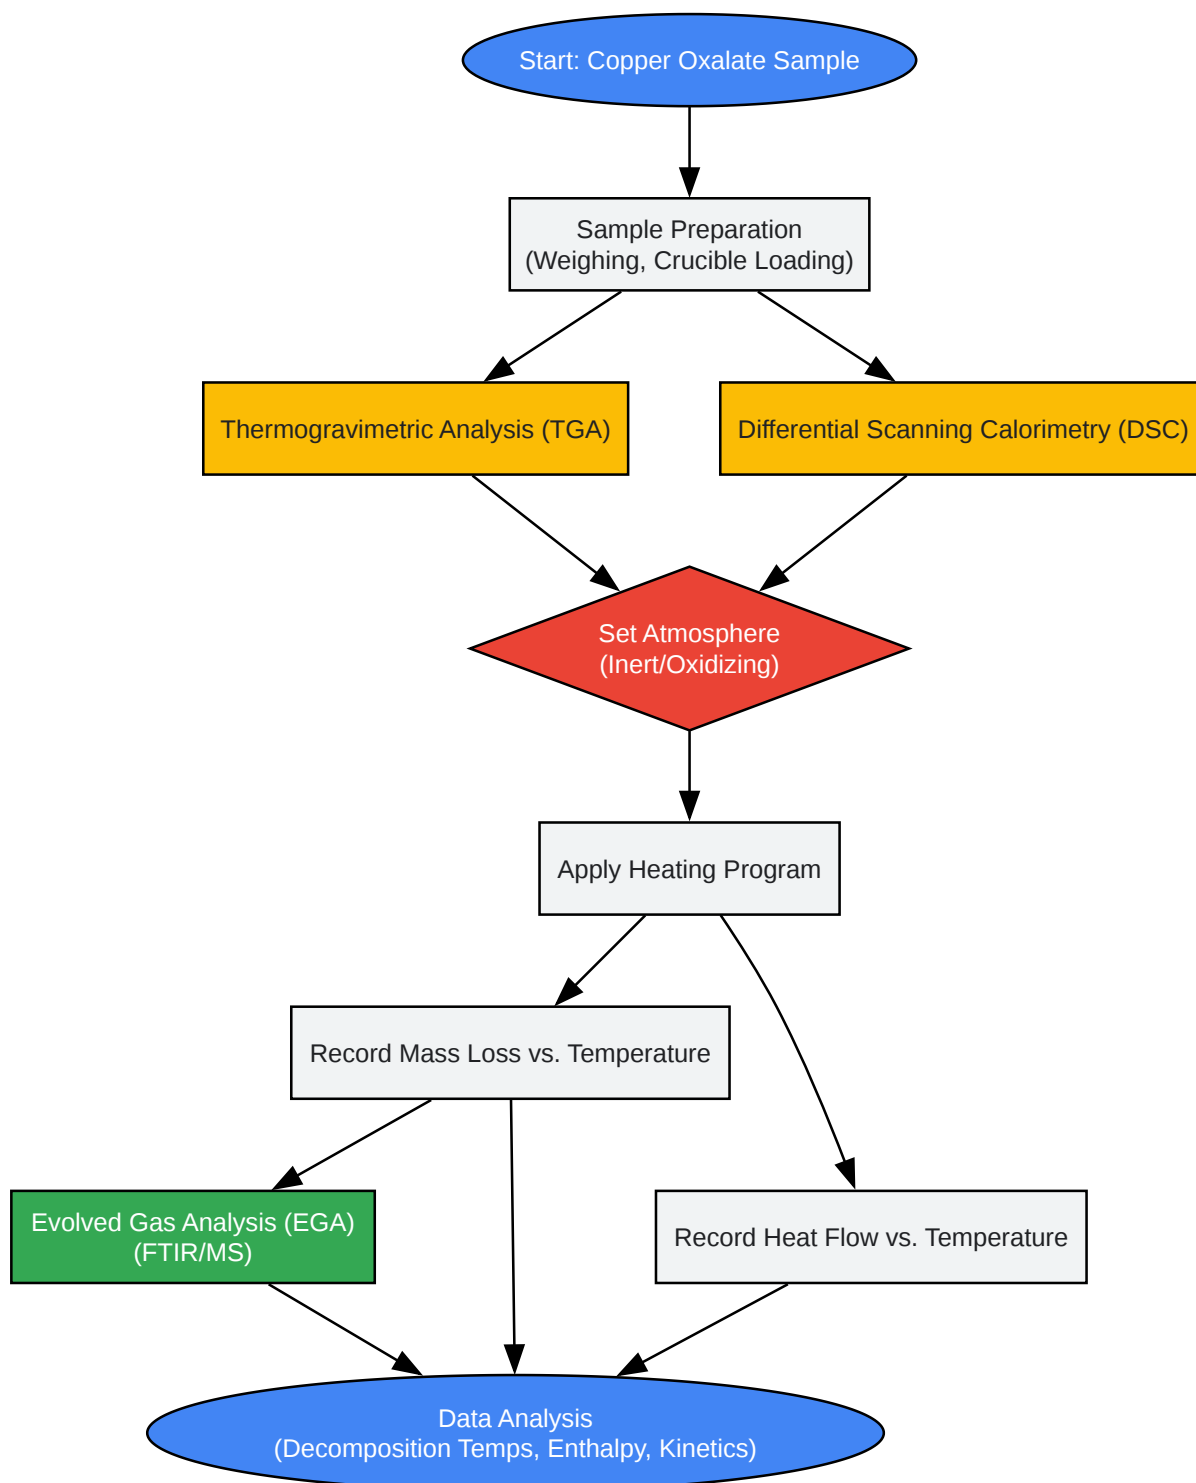 Start: Copper Oxalate Sample
Sample Preparation
(Weighing, Crucible Loading)
Thermogravimetric Analysis (TGA)
Differential Scanning Calorimetry (DSC)
Set Atmosphere
(Inert/Oxidizing)
Apply Heating Program
Record Mass Loss vs. Temperature
Evolved Gas Analysis (EGA)
(FTIR/MS)
Record Heat Flow vs. Temperature
Data Analysis
(Decomposition Temps, Enthalpy, Kinetics)